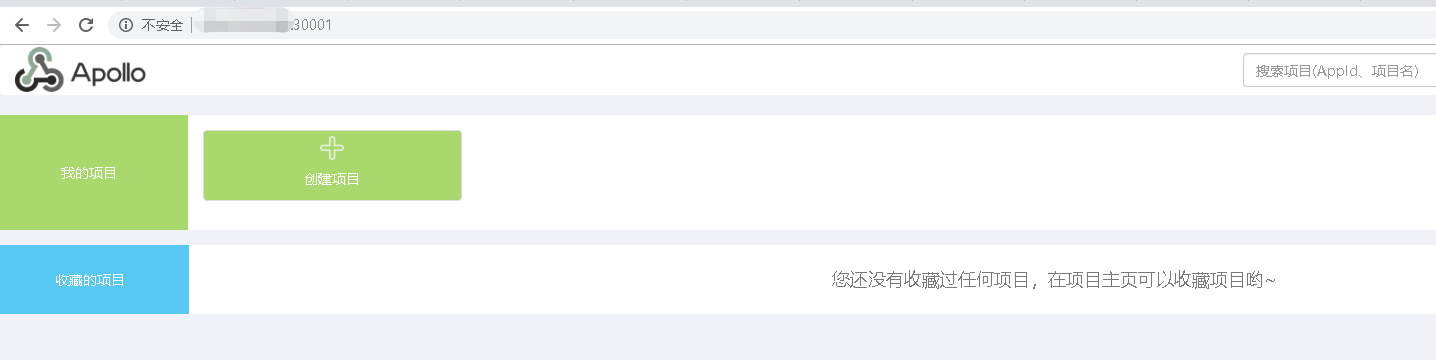 不安全 | :30001
Apollo
搜索项目(AppId、项目名)
我的项目
创建项目
收藏的项目
您还没有收藏过任何项目，在项目主页可以收藏项目哟~